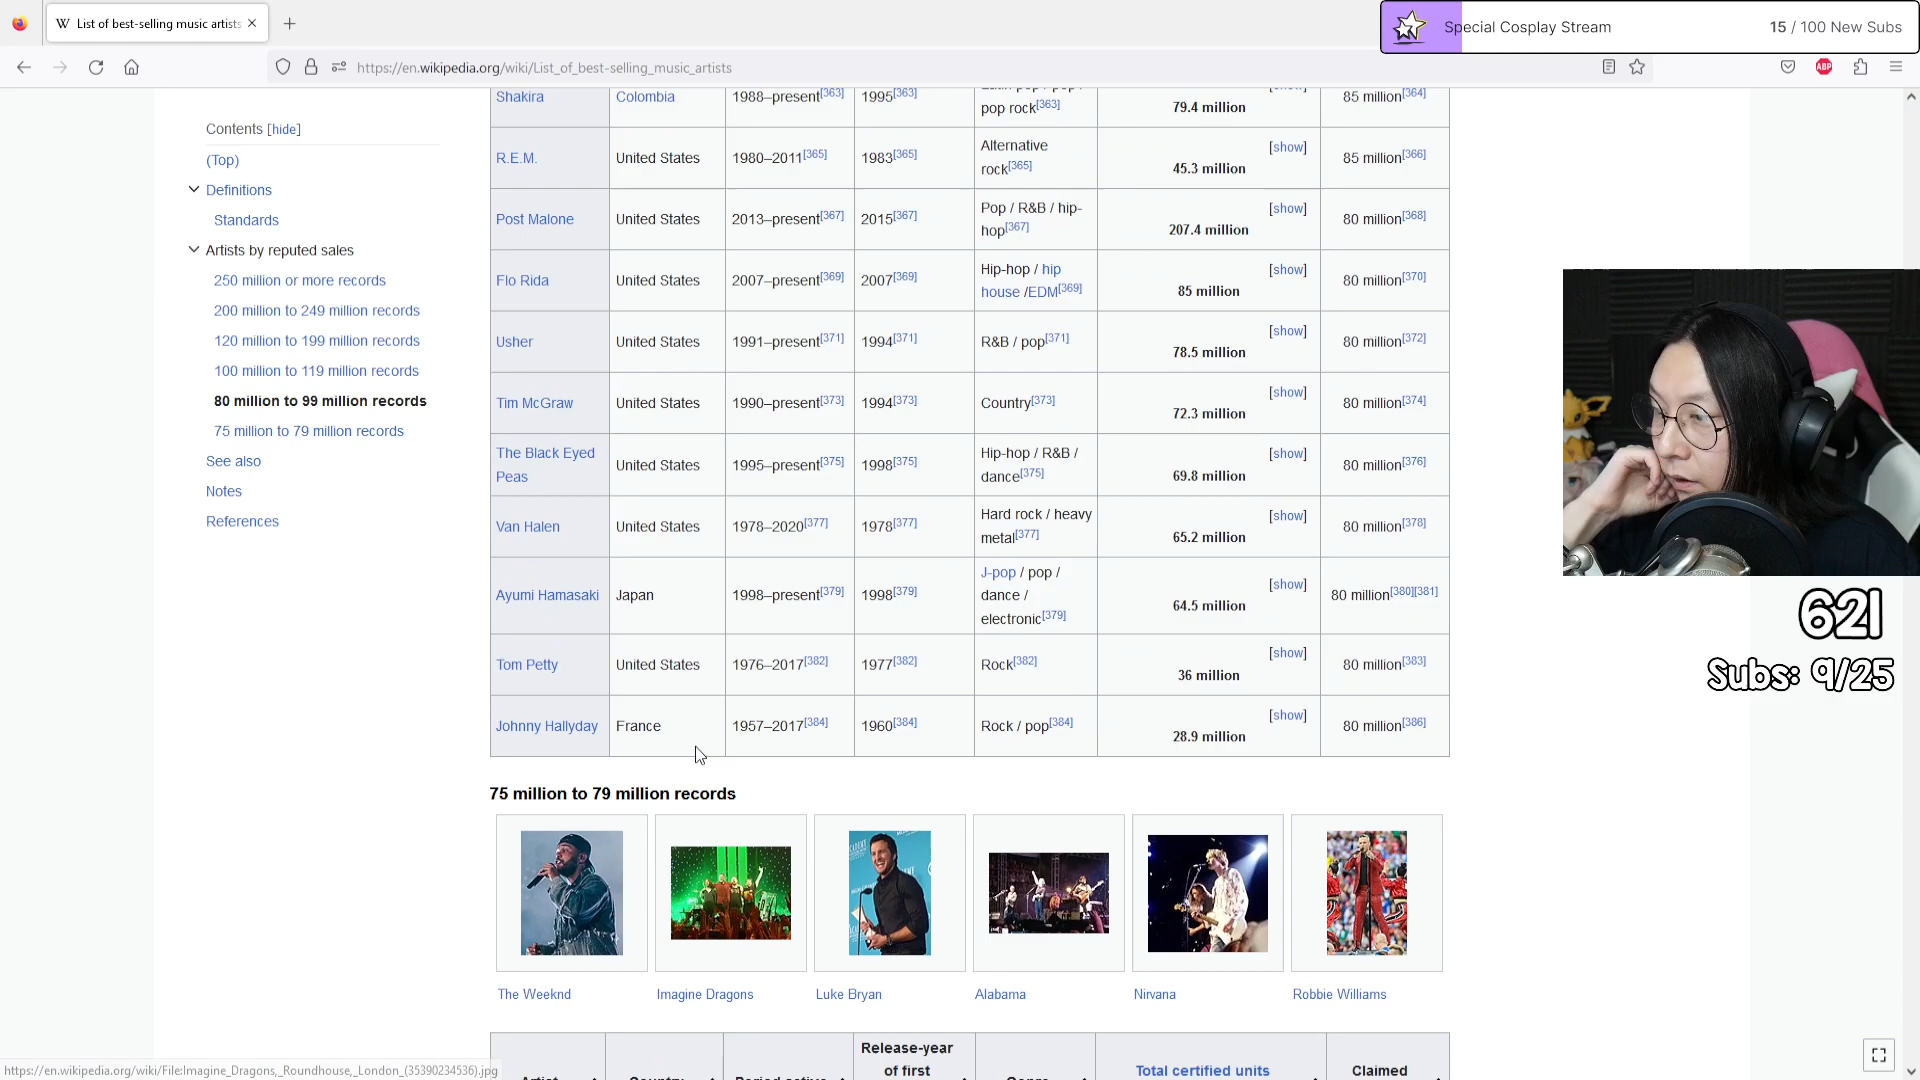 W List of best-selling music artists
Special Cosplay Stream 15 / 100 New Subs
https://en.wikipedia.org/wiki/List_of_best-selling_music_artists
ABP
Contents [hide]
(Top)
Definitions
Standards
Artists by reputed sales
250 million or more records
200 million to 249 million records
120 million to 199 million records
100 million to 119 million records
80 million to 99 million records
75 million to 79 million records
See also
Notes
References
Shakira Colombia 1988–present[363] 1995[363] pop rock[363] 79.4 million 85 million[364]
R.E.M. United States 1980–2011[365] 1983[365] Alternative rock[365] [show] 45.3 million 85 million[366]
Post Malone United States 2013–present[367] 2015[367] Pop / R&B / hip-hop[367] [show] 207.4 million 80 million[368]
Flo Rida United States 2007–present[369] 2007[369] Hip-hop / hip house /EDM[369] [show] 85 million 80 million[370]
Usher United States 1991–present[371] 1994[371] R&B / pop[371] [show] 78.5 million 80 million[372]
Tim McGraw United States 1990–present[373] 1994[373] Country[373] [show] 72.3 million 80 million[374]
The Black Eyed Peas United States 1995–present[375] 1998[375] Hip-hop / R&B / dance[375] [show] 69.8 million 80 million[376]
Van Halen United States 1978–2020[377] 1978[377] Hard rock / heavy metal[377] [show] 65.2 million 80 million[378]
Ayumi Hamasaki Japan 1998–present[379] 1998[379] J-pop / pop / dance / electronic[379] [show] 64.5 million 80 million[380][381]
Tom Petty United States 1976–2017[382] 1977[382] Rock[382] [show] 36 million 80 million[383]
Johnny Hallyday France 1957–2017[384] 1960[384] Rock / pop[384] [show] 28.9 million 80 million[386]
75 million to 79 million records
The Weeknd Imagine Dragons Luke Bryan Alabama Nirvana Robbie Williams
Release-year
of first
Total certified units
Claimed
621
Subs: 9/25
https://en.wikipedia.org/wiki/File:Imagine_Dragons,_Roundhouse,_London_(35390234536).jpg